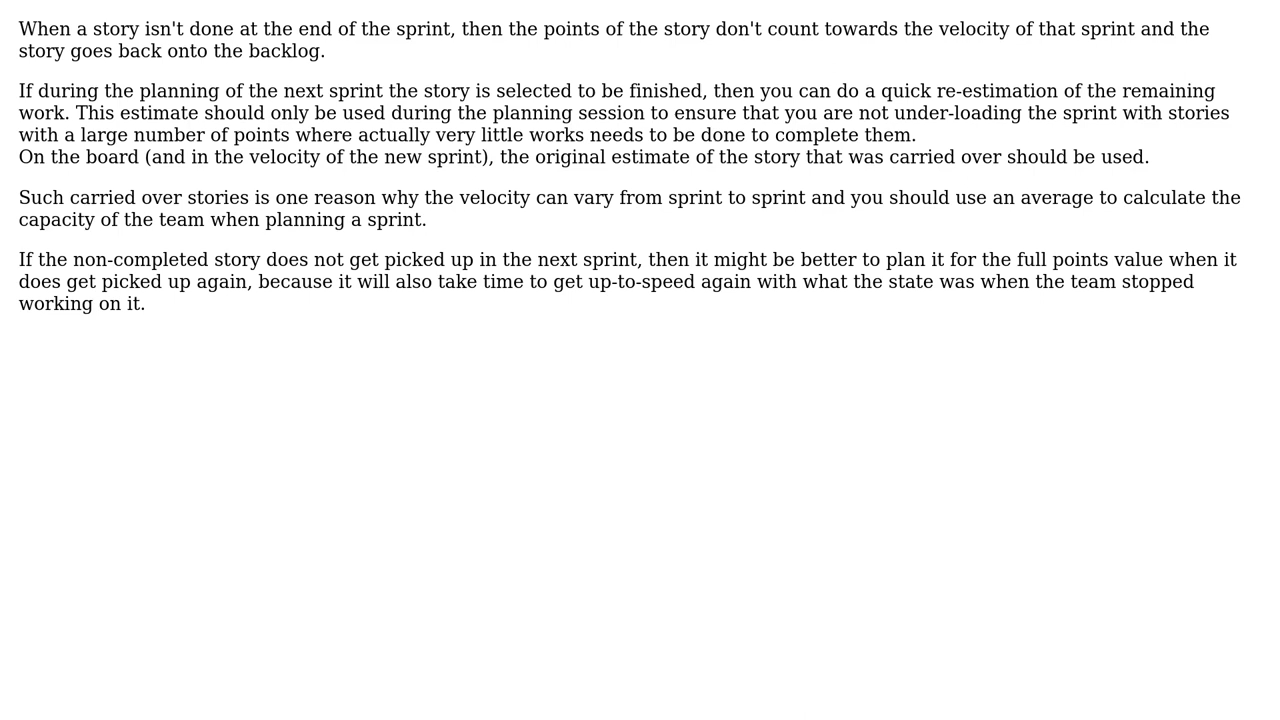 When a story isn't done at the end of the sprint, then the points of the story don't count towards the velocity of that sprint and the
story goes back onto the backlog.
If during the planning of the next sprint the story is selected to be finished, then you can do a quick re-estimation of the remaining
work. This estimate should only be used during the planning session to ensure that you are not under-loading the sprint with stories
with a large number of points where actually very little works needs to be done to complete them.
On the board (and in the velocity of the new sprint), the original estimate of the story that was carried over should be used.
Such carried over stories is one reason why the velocity can vary from sprint to sprint and you should use an average to calculate the
capacity of the team when planning a sprint.
If the non-completed story does not get picked up in the next sprint, then it might be better to plan it for the full points value when it
does get picked up again, because it will also take time to get up-to-speed again with what the state was when the team stopped
working on it.